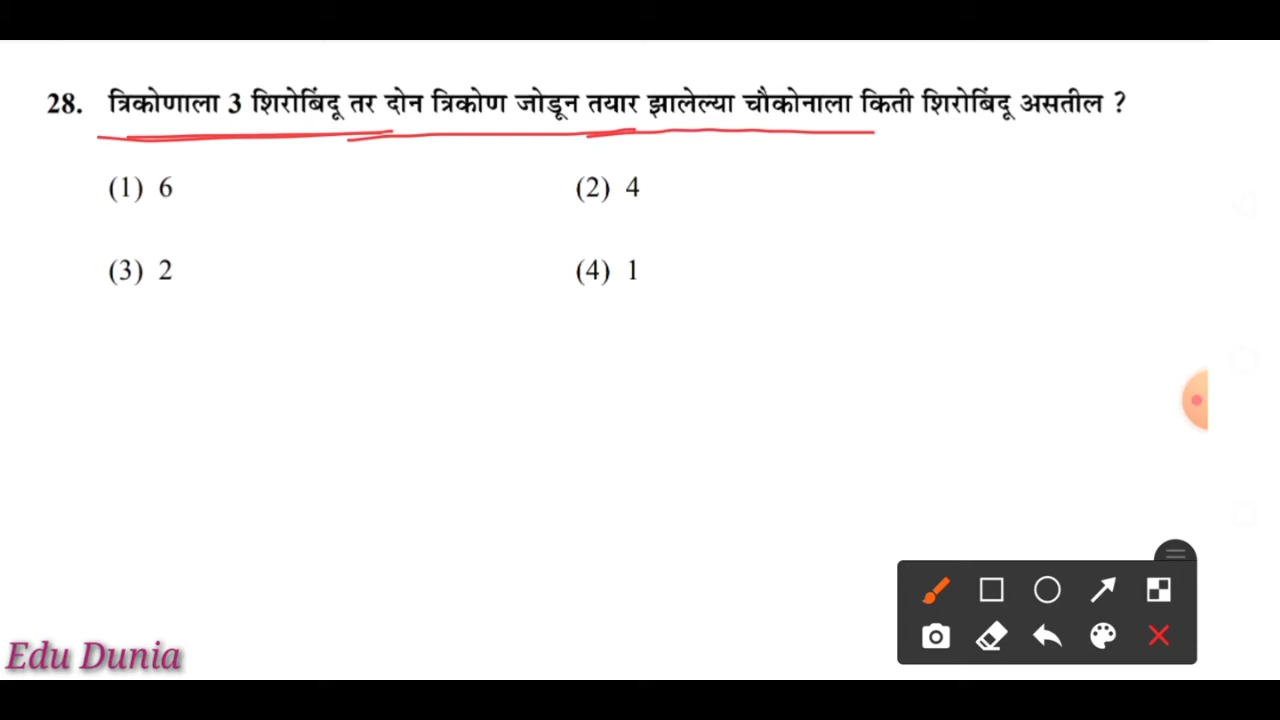 28. त्रिकोणाला 3 शिरोबिंदू तर दोन त्रिकोण जोडून तयार झालेल्या चौकोनाला किती शिरोबिंदू असतील ?
(1) 6 (2) 4
(3) 2 (4) 1
Edu Dunia